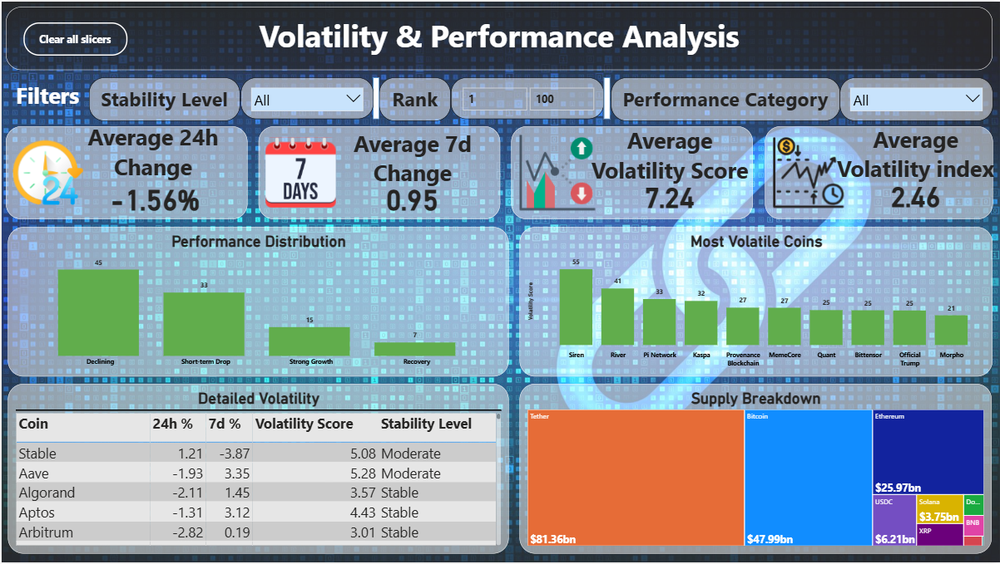 Clear all slicers
Volatility & Performance Analysis
Filters
Stability Level
All
Rank
1
100
Performance Category
All
24
Average 24h
Change
-1.56%
7
DAYS
Average 7d
Change
0.95
Average
Volatility Score
7.24
$
Average
Volatility index
2.46
Performance Distribution
45
33
15
7
Declining
Short-term Drop
Strong Growth
Recovery
Most Volatile Coins
Volatility Score
55
41
33
32
27
27
25
25
25
21
Siren
River
Pi Network
Kaspa
Provenance
Blockchain
MemeCore
Quant
Bittensor
Official
Trump
Morpho
Detailed Volatility
Coin 24h % 7d % Volatility Score Stability Level
Stable 1.21 -3.87 5.08 Moderate
Aave -1.93 3.35 5.28 Moderate
Algorand -2.11 1.45 3.57 Stable
Aptos -1.31 3.12 4.43 Stable
Arbitrum -2.82 0.19 3.01 Stable
Supply Breakdown
Tether
$81.36bn
Bitcoin
$47.99bn
Ethereum
$25.97bn
USDC
$6.21bn
Solana
$3.75bn
XRP
Do...
BNB